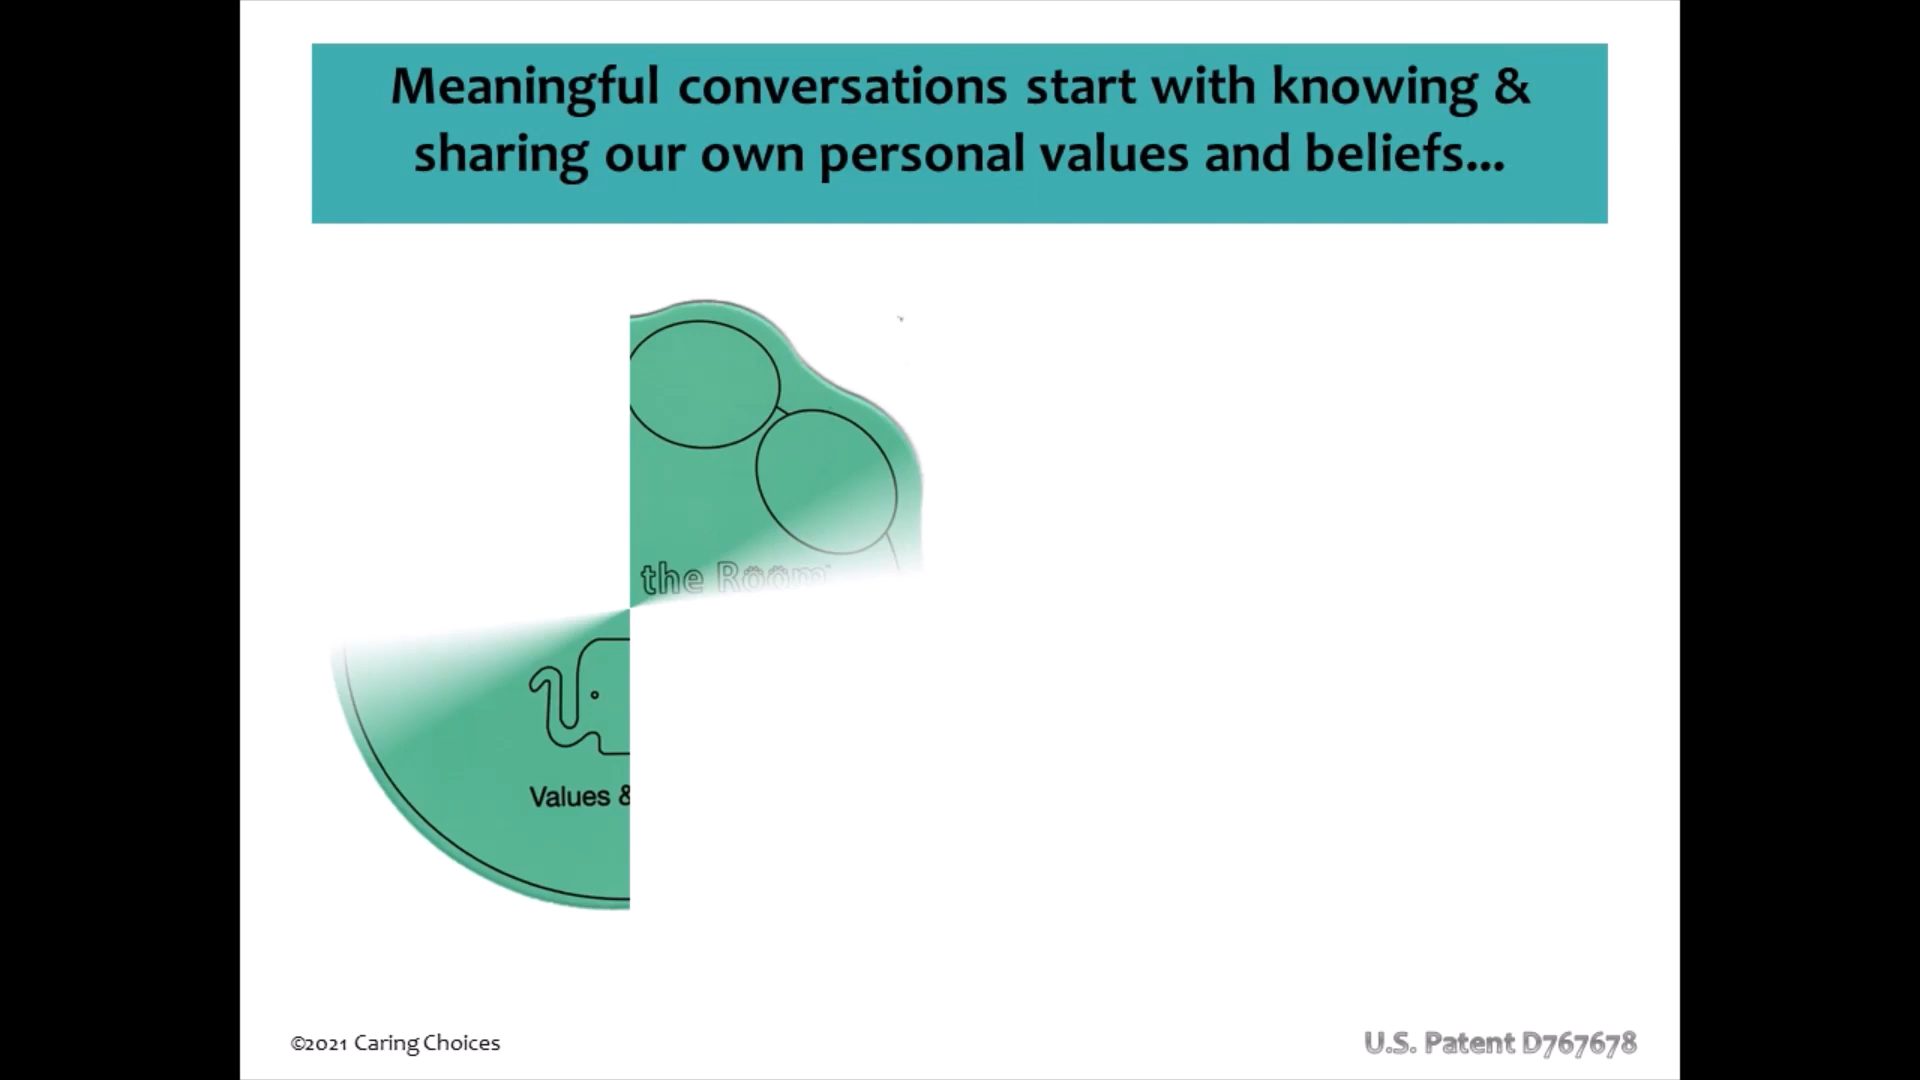 Meaningful conversations start with knowing &
sharing our own personal values and beliefs...
the Room
Values &
©2021 Caring Choices
U.S. Patent D767678